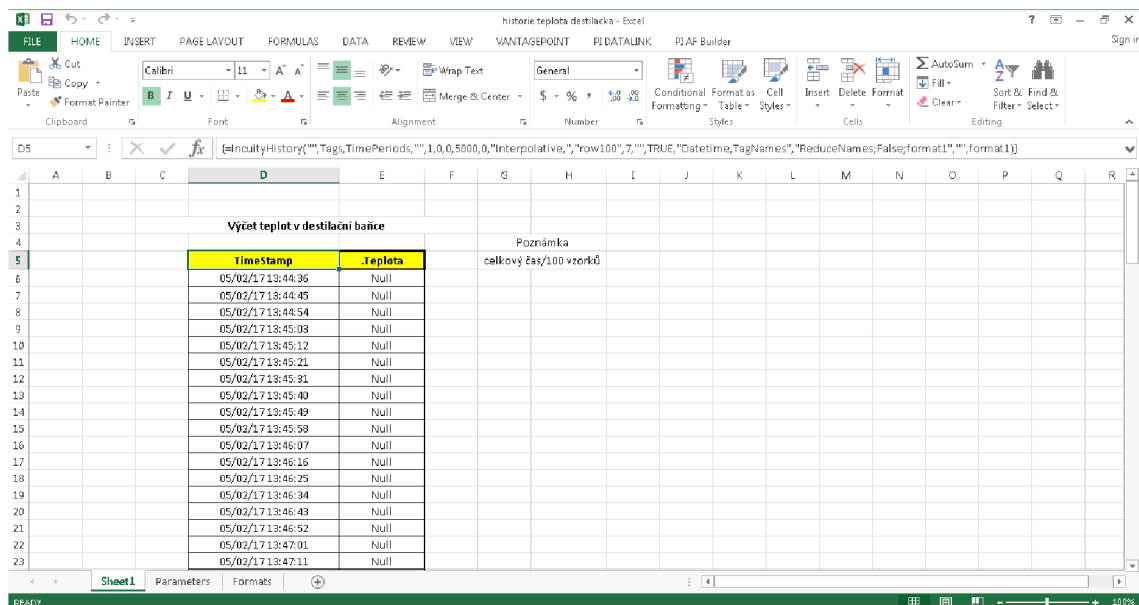 historie teplota destilacka - Excel
Sign in
FILE HOME INSERT PAGE LAYOUT FORMULAS DATA REVIEW VIEW VANTAGEPOINT PI DATALINK PI AF Builder
Cut
Copy
Format Painter
Paste
Clipboard
Calibri 11
B I U
Font
Wrap Text
Merge & Center
Alignment
General
$ % ,
Number
Conditional Formatting
Format as Table
Cell Styles
Styles
Insert Delete Format
Cells
AutoSum
Fill
Clear
Sort & Filter
Find & Select
Editing
D5 fx {=IncuityHistory("",Tags,TimePeriods,"",1,0,0,5000,0,"Interpolative,","row100",7,"",TRUE,"Datetime,TagNames","ReduceNames;False;format1","",format1)}
A B C D E F G H I J K L M N O P Q R
1
2
3 Výčet teplot v destilační baňce
4 Poznámka
5 TimeStamp .Teplota celkový čas/100 vzorků
6 05/02/17 13:44:36 Null
7 05/02/17 13:44:45 Null
8 05/02/17 13:44:54 Null
9 05/02/17 13:45:03 Null
10 05/02/17 13:45:12 Null
11 05/02/17 13:45:21 Null
12 05/02/17 13:45:31 Null
13 05/02/17 13:45:40 Null
14 05/02/17 13:45:49 Null
15 05/02/17 13:45:58 Null
16 05/02/17 13:46:07 Null
17 05/02/17 13:46:16 Null
18 05/02/17 13:46:25 Null
19 05/02/17 13:46:34 Null
20 05/02/17 13:46:43 Null
21 05/02/17 13:46:52 Null
22 05/02/17 13:47:01 Null
23 05/02/17 13:47:11 Null
Sheet1 Parameters Formats
READY 100%